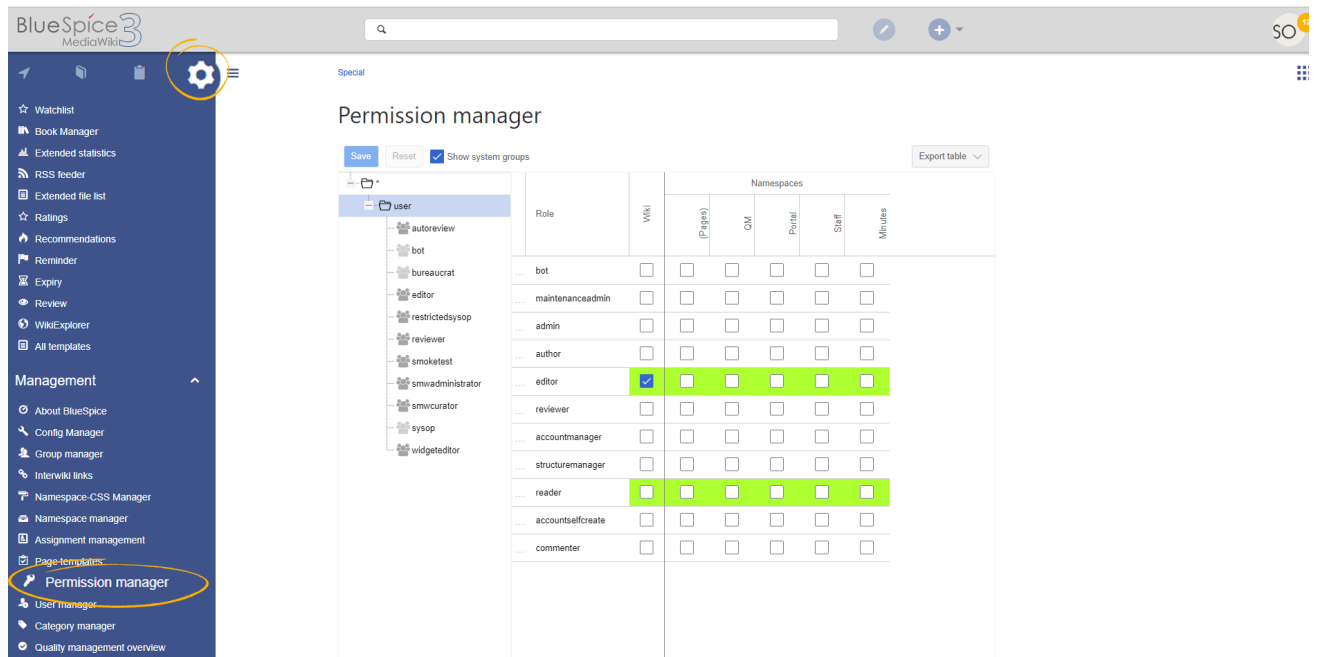 BlueSpice 3
MediaWiki
SO
12
Special
Watchlist
Book Manager
Extended statistics
RSS feeder
Extended file list
Ratings
Recommendations
Reminder
Expiry
Review
WikiExplorer
All templates
Management
About BlueSpice
Config Manager
Group manager
Interwiki links
Namespace-CSS Manager
Namespace manager
Assignment management
Page templates
Permission manager
User manager
Category manager
Quality management overview
Permission manager
Save Reset Show system groups Export table
*
user
autoreview
bot
bureaucrat
editor
restrictedsysop
reviewer
smoketest
smwadministrator
smwcurator
sysop
widgeteditor
Namespaces
Role Wiki (Pages) QM Portal Staff Minutes
... bot
... maintenanceadmin
... admin
... author
... editor
... reviewer
... accountmanager
... structuremanager
... reader
... accountselfcreate
... commenter